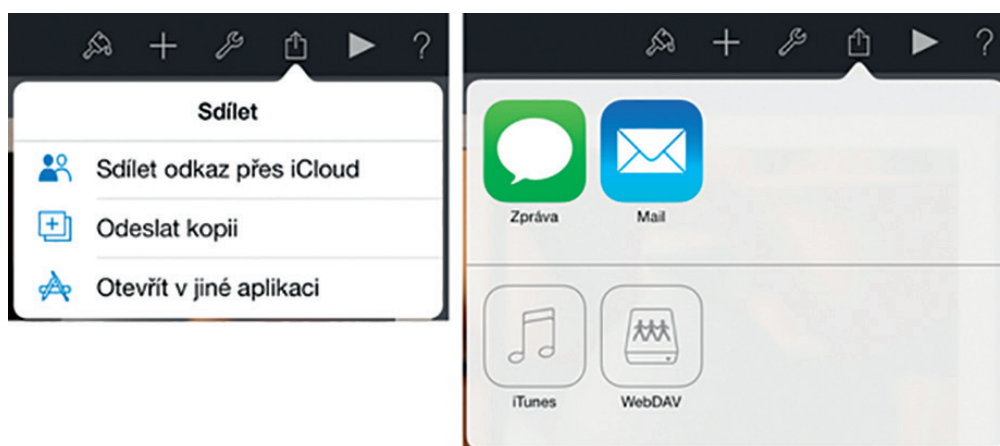 ?
Sdílet
Sdílet odkaz přes iCloud
Odeslat kopii
Otevřít v jiné aplikaci
?
Zpráva
Mail
iTunes
WebDAV